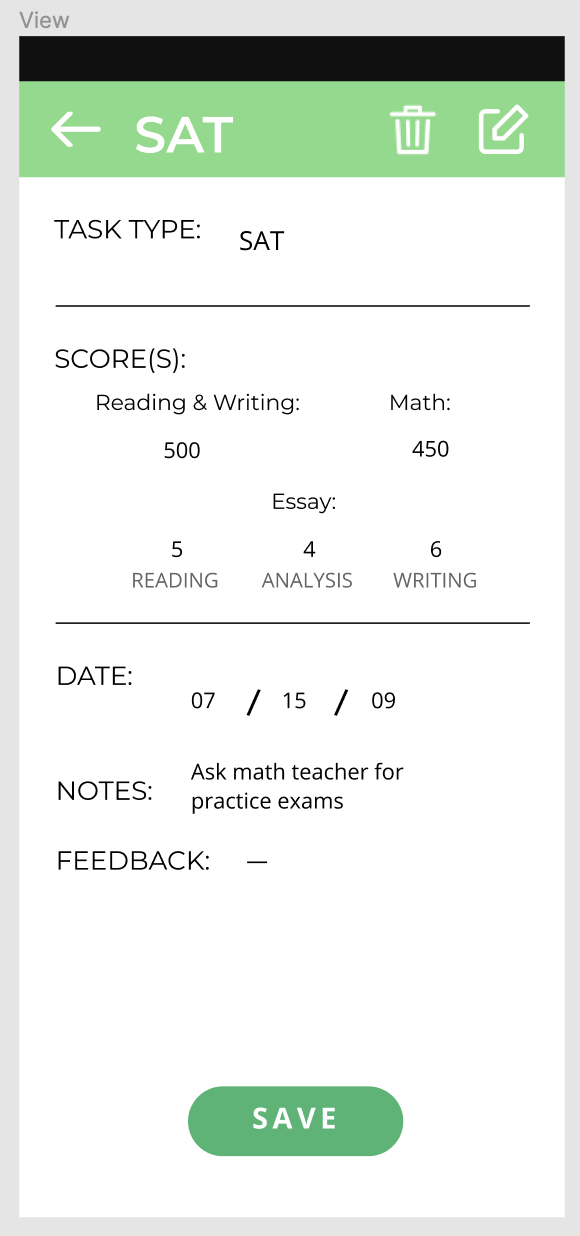 View
SAT
TASK TYPE: SAT
SCORE(S):
Reading & Writing: Math:
500 450
Essay:
5 4 6
READING ANALYSIS WRITING
DATE:
07 / 15 / 09
Ask math teacher for
NOTES: practice exams
FEEDBACK: —
SAVE